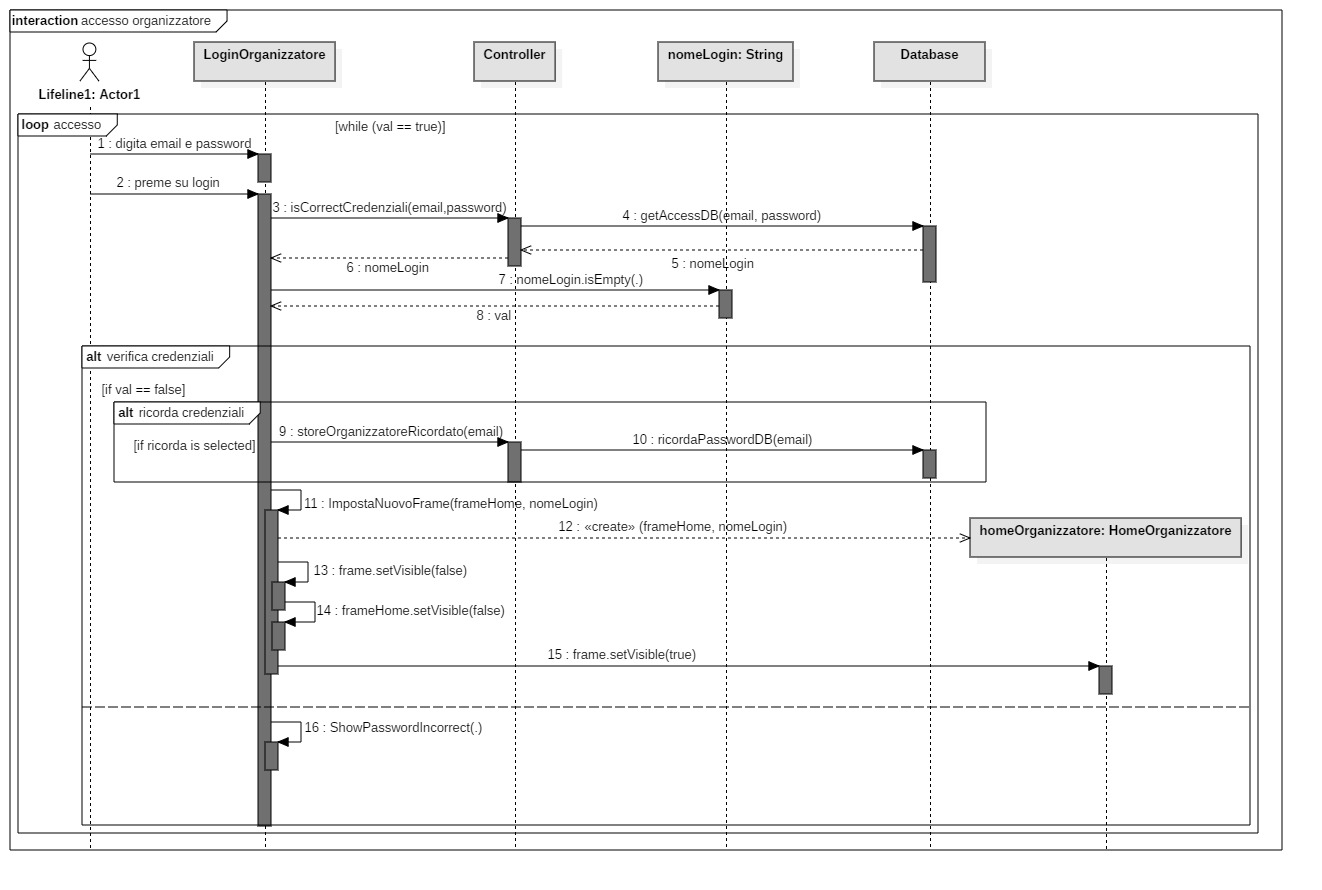 interaction accesso organizzatore
LoginOrganizzatore
Controller
nomeLogin: String
Database
Lifeline1: Actor1
loop accesso
[while (val == true)]
1 : digita email e password
2 : preme su login
3 : isCorrectCredenziali(email,password)
4 : getAccessDB(email, password)
5 : nomeLogin
6 : nomeLogin
7 : nomeLogin.isEmpty(.)
8 : val
alt verifica credenziali
[if val == false]
alt ricorda credenziali
[if ricorda is selected]
9 : storeOrganizzatoreRicordato(email)
10 : ricordaPasswordDB(email)
11 : ImpostaNuovoFrame(frameHome, nomeLogin)
12 : «create» (frameHome, nomeLogin)
homeOrganizzatore: HomeOrganizzatore
13 : frame.setVisible(false)
14 : frameHome.setVisible(false)
15 : frame.setVisible(true)
16 : ShowPasswordIncorrect(.)